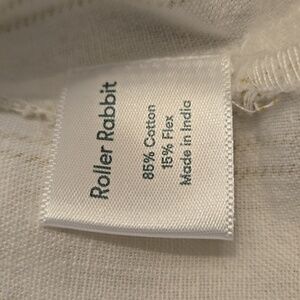 Roller Rabbit
85% Cotton
15% Flex
Made in India